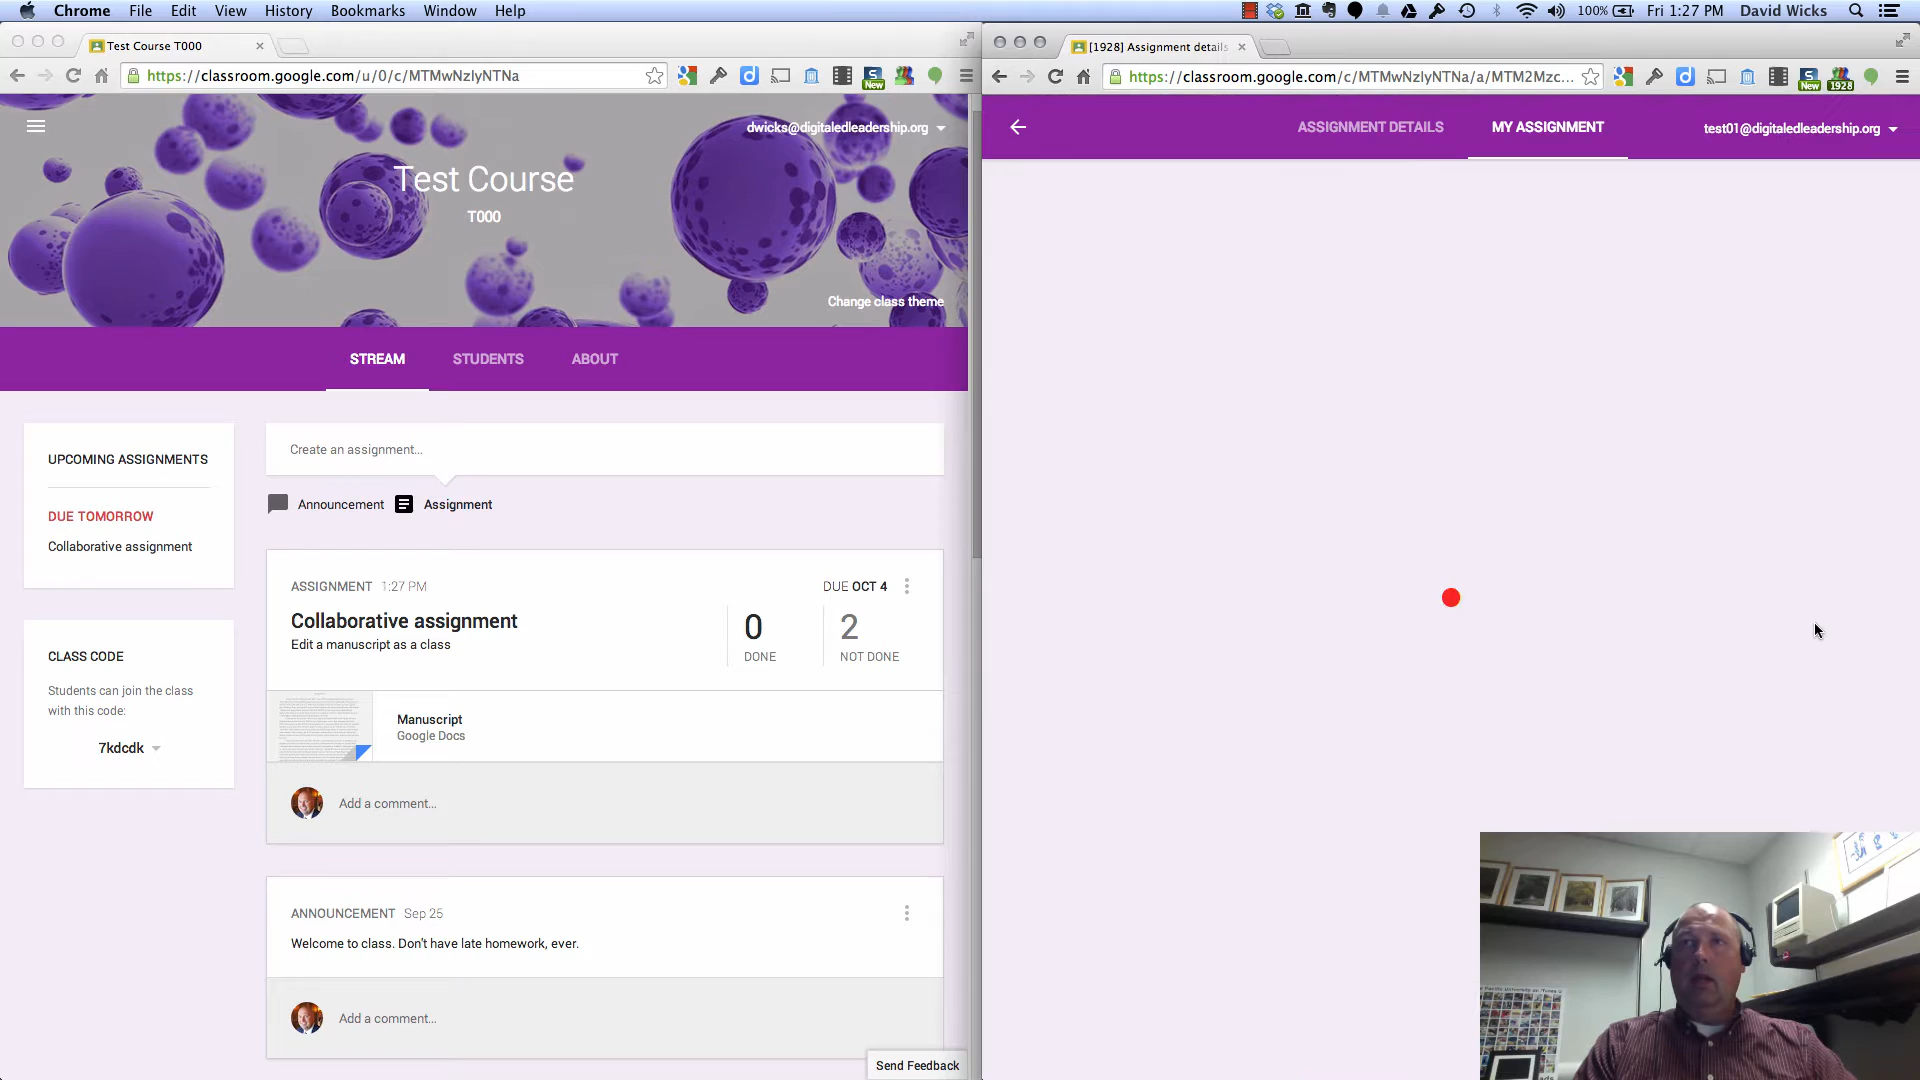 Chrome File Edit View History Bookmarks Window Help
100% Fri 1:27 PM David Wicks
Test Course T000
https://classroom.google.com/u/0/c/MTMwNzIyNTNa
New
dwicks@digitaledleadership.org
Test Course
T000
Change class theme
STREAM STUDENTS ABOUT
UPCOMING ASSIGNMENTS
DUE TOMORROW
Collaborative assignment
CLASS CODE
Students can join the class
with this code:
7kdcdk
Create an assignment...
Announcement Assignment
ASSIGNMENT 1:27 PM
DUE OCT 4
Collaborative assignment
Edit a manuscript as a class
0
DONE
2
NOT DONE
Manuscript
Google Docs
Add a comment...
ANNOUNCEMENT Sep 25
Welcome to class. Don't have late homework, ever.
Add a comment...
Send Feedback
[1928] Assignment details
https://classroom.google.com/c/MTMwNzIyNTNa/a/MTM2Mzc...
New 1928
ASSIGNMENT DETAILS MY ASSIGNMENT
test01@digitaledleadership.org